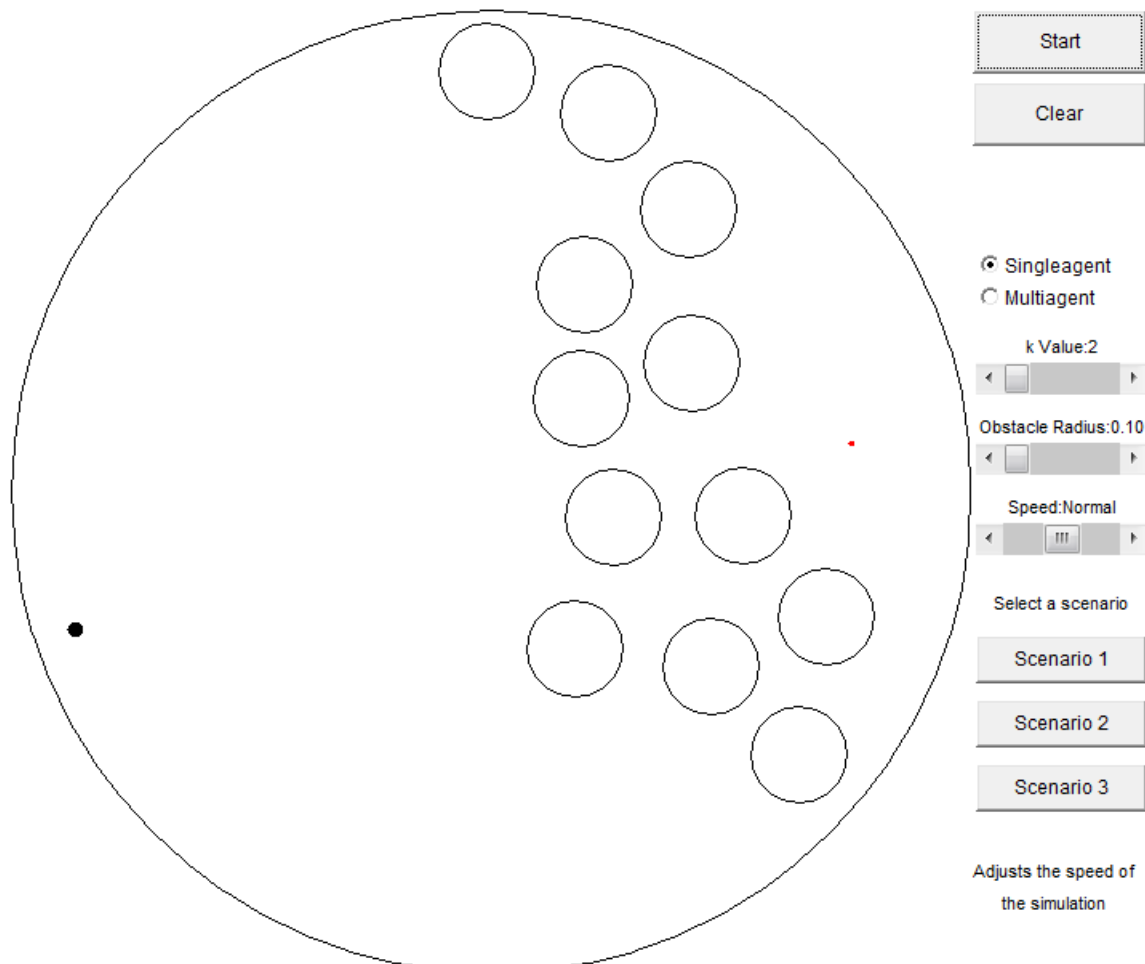 Start
Clear
Singleagent
Multiagent
k Value:2
Obstacle Radius:0.10
Speed:Normal
Select a scenario
Scenario 1
Scenario 2
Scenario 3
Adjusts the speed of
the simulation